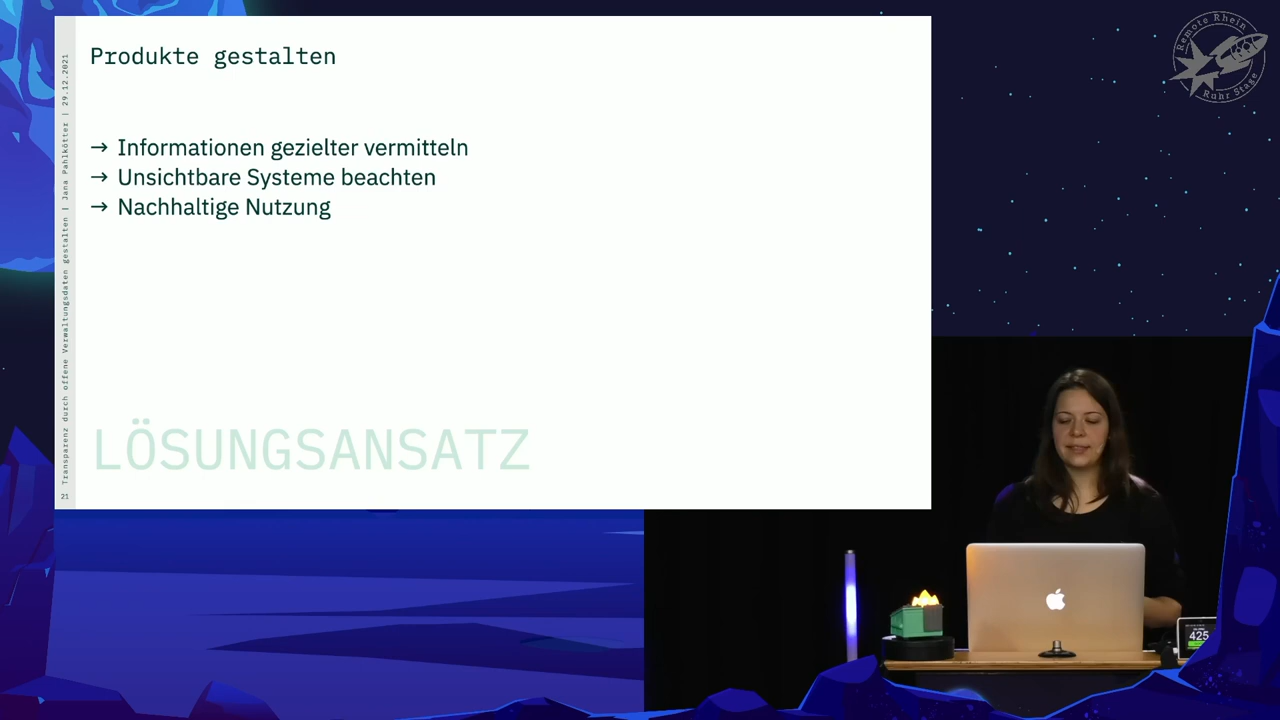 Produkte gestalten
→ Informationen gezielter vermitteln
→ Unsichtbare Systeme beachten
→ Nachhaltige Nutzung
LÖSUNGSANSATZ
Transparenz durch offene Verwaltungsdaten gestalten | Jana Pahlkötter | 29.12.2021
21
Remote Rhein
Ruhr Stage
425